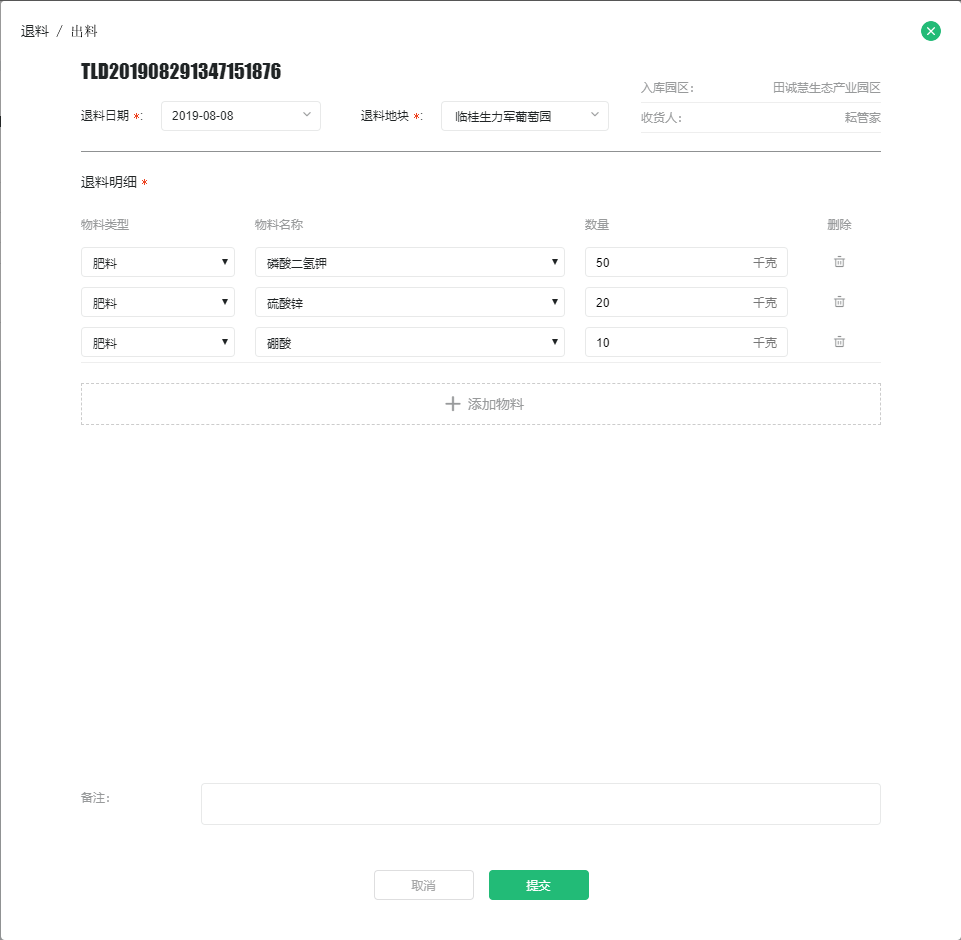 退料 / 出料
TLD201908291347151876
入库园区: 田诚慧生态产业园区
退料日期 *: 2019-08-08 退料地块 *: 临桂生力军葡萄园
收货人: 耘管家
退料明细 *
物料类型 物料名称 数量 删除
肥料 磷酸二氢钾 50 千克
肥料 硫酸锌 20 千克
肥料 硼酸 10 千克
添加物料
备注:
取消 提交